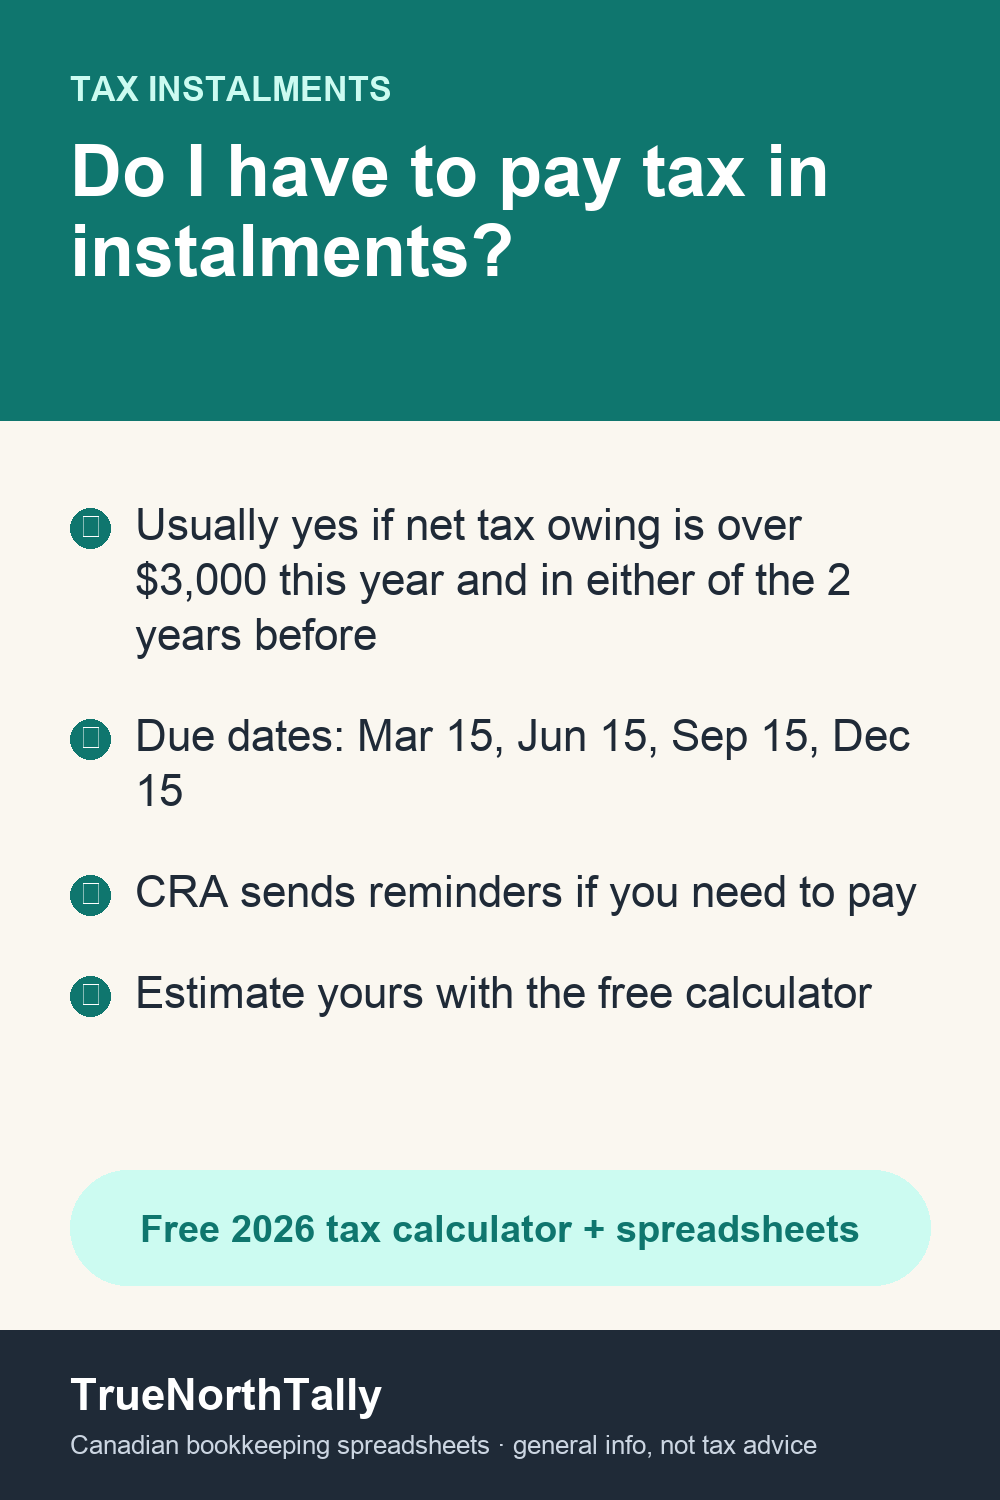 TAX INSTALMENTS
Do I have to pay tax in
instalments?
Usually yes if net tax owing is over
$3,000 this year and in either of the 2
years before
Due dates: Mar 15, Jun 15, Sep 15, Dec
15
CRA sends reminders if you need to pay
Estimate yours with the free calculator
Free 2026 tax calculator + spreadsheets
TrueNorthTally
Canadian bookkeeping spreadsheets · general info, not tax advice